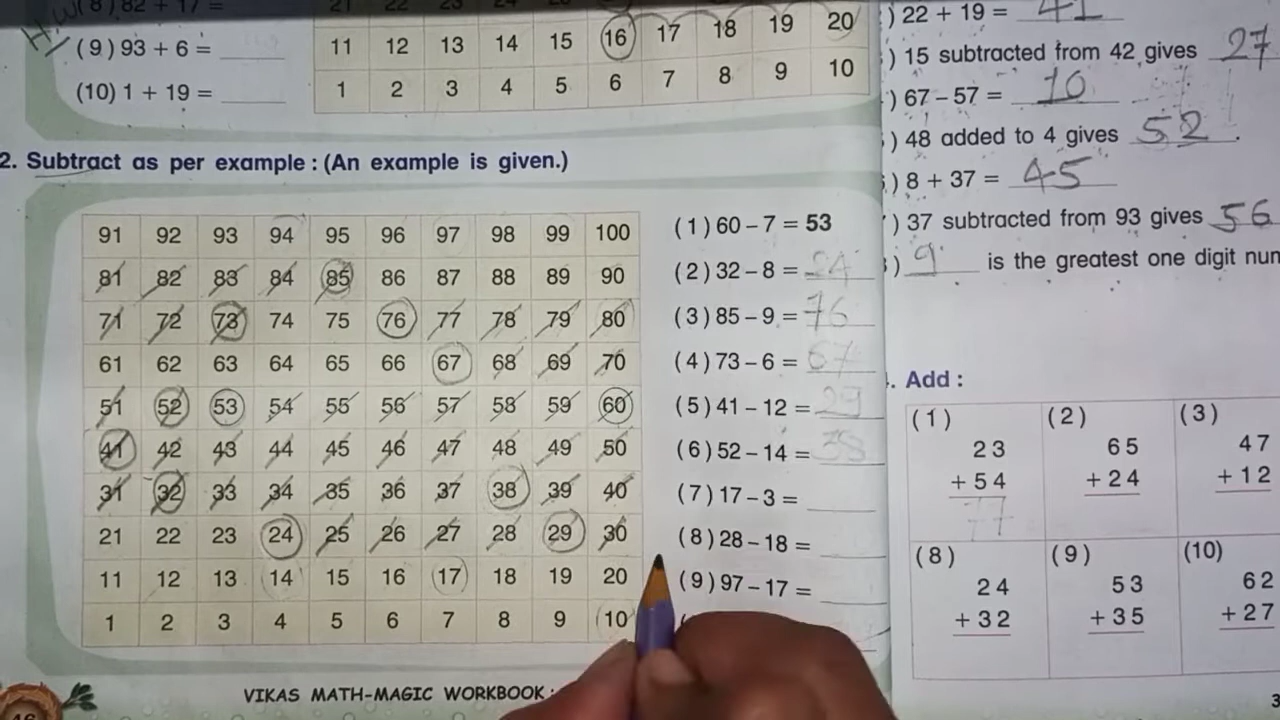 H.W (8) 82 + 17 =
(9) 93 + 6 =
(10) 1 + 19 =
21 22 23 24
11 12 13 14 15 16 17 18 19 20
1 2 3 4 5 6 7 8 9 10
2. Subtract as per example : (An example is given.)
91 92 93 94 95 96 97 98 99 100
81 82 83 84 85 86 87 88 89 90
71 72 73 74 75 76 77 78 79 80
61 62 63 64 65 66 67 68 69 70
51 52 53 54 55 56 57 58 59 60
41 42 43 44 45 46 47 48 49 50
31 32 33 34 35 36 37 38 39 40
21 22 23 24 25 26 27 28 29 30
11 12 13 14 15 16 17 18 19 20
1 2 3 4 5 6 7 8 9 10
(1) 60 – 7 = 53
(2) 32 – 8 = 24
(3) 85 – 9 = 76
(4) 73 – 6 = 67
(5) 41 – 12 = 29
(6) 52 – 14 = 38
(7) 17 – 3 =
(8) 28 – 18 =
(9) 97 – 17 =
VIKAS MATH-MAGIC WORKBOOK :
) 22 + 19 = 41
) 15 subtracted from 42 gives 27
) 67 – 57 = 10
) 48 added to 4 gives 52 .
) 8 + 37 = 45
) 37 subtracted from 93 gives 56
) 9 is the greatest one digit num
. Add :
(1) (2) (3)
23 65 47
+ 54 + 24 + 12
77
(8) (9) (10)
24 53 62
+ 32 + 35 + 27
3